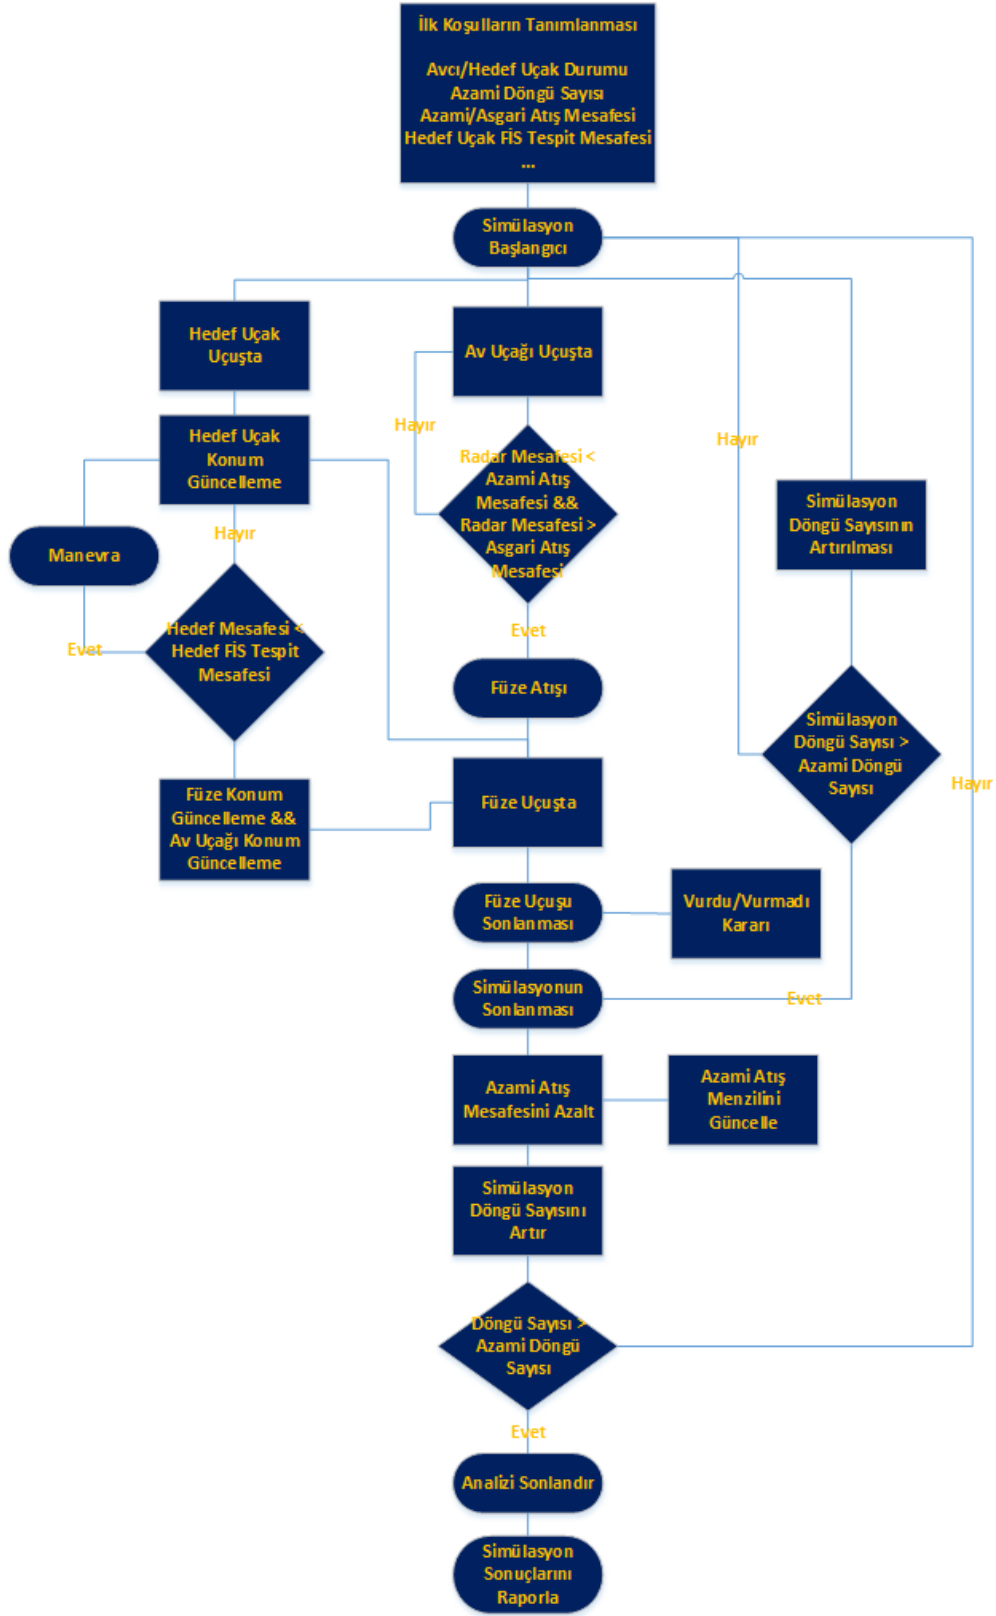 İlk Koşulların Tanımlanması
Avcı/Hedef Uçak Durumu
Azami Döngü Sayısı
Azami/Asgari Atış Mesafesi
Hedef Uçak FİS Tespit Mesafesi
...
Simülasyon
Başlangıcı
Hedef Uçak
Uçuşta
Av Uçağı Uçuşta
Hedef Uçak
Konum
Güncelleme
Hayır
Hayır
Radar Mesafesi <
Azami Atış
Mesafesi &&
Radar Mesafesi >
Asgari Atış
Mesafesi
Simülasyon
Döngü Sayısının
Artırılması
Hayır
Manevra
Evet
Hedef Mesafesi <
Hedef FİS Tespit
Mesafesi
Evet
Füze Atışı
Simülasyon
Döngü Sayısı >
Azami Döngü
Sayısı
Hayır
Füze Konum
Güncelleme &&
Av Uçağı Konum
Güncelleme
Füze Uçuşta
Füze Uçuşu
Sonlanması
Vurdu/Vurmadı
Kararı
Simülasyonun
Sonlanması
Evet
Azami Atış
Mesafesini Azalt
Azami Atış
Menzilini
Güncelle
Simülasyon
Döngü Sayısını
Artır
Döngü Sayısı >
Azami Döngü
Sayısı
Evet
Analizi Sonlandır
Simülasyon
Sonuçlarını
Raporla